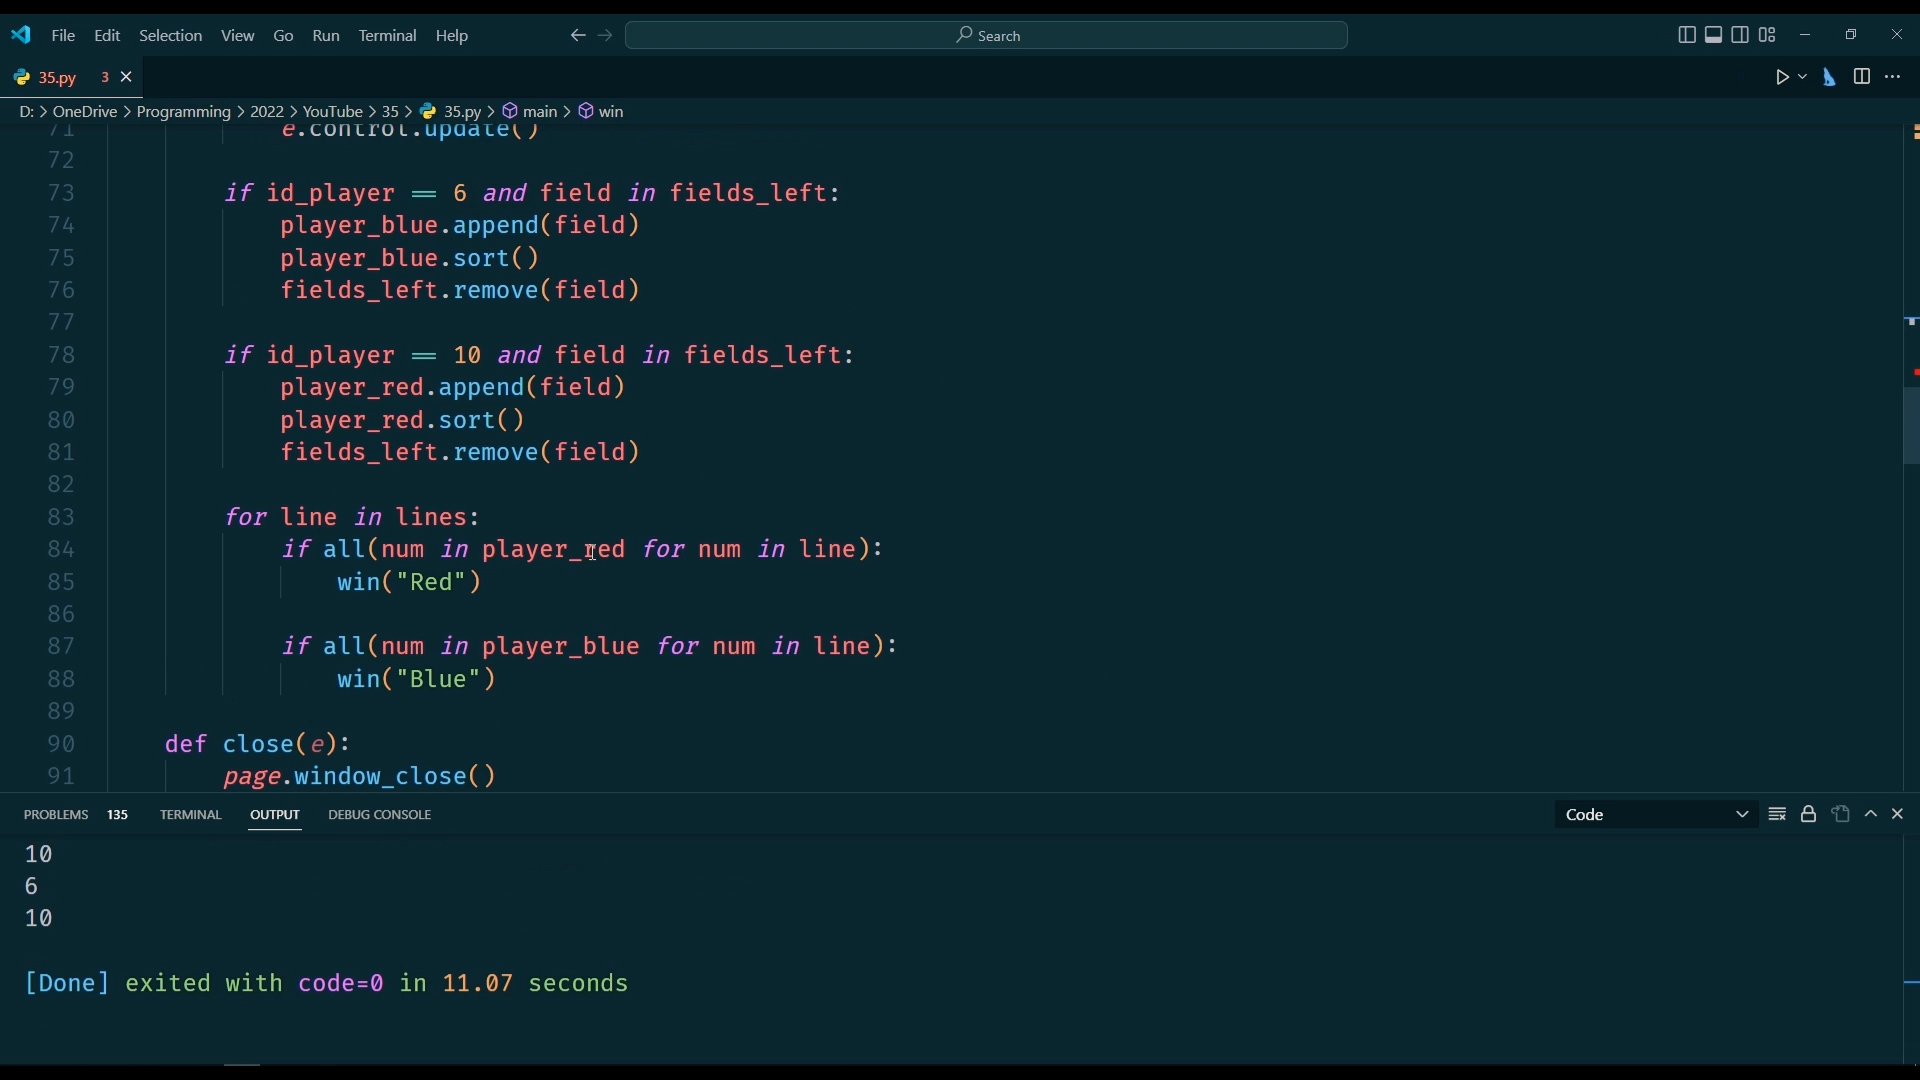 File Edit Selection View Go Run Terminal Help Search
35.py 3
D: > OneDrive > Programming > 2022 > YouTube > 35 > 35.py > main > win
71 e.control.update()
72
73 if id_player == 6 and field in fields_left:
74 player_blue.append(field)
75 player_blue.sort()
76 fields_left.remove(field)
77
78 if id_player == 10 and field in fields_left:
79 player_red.append(field)
80 player_red.sort()
81 fields_left.remove(field)
82
83 for line in lines:
84 if all(num in player_red for num in line):
85 win("Red")
86
87 if all(num in player_blue for num in line):
88 win("Blue")
89
90 def close(e):
91 page.window_close()
PROBLEMS 135 TERMINAL OUTPUT DEBUG CONSOLE Code
10
6
10
[Done] exited with code=0 in 11.07 seconds